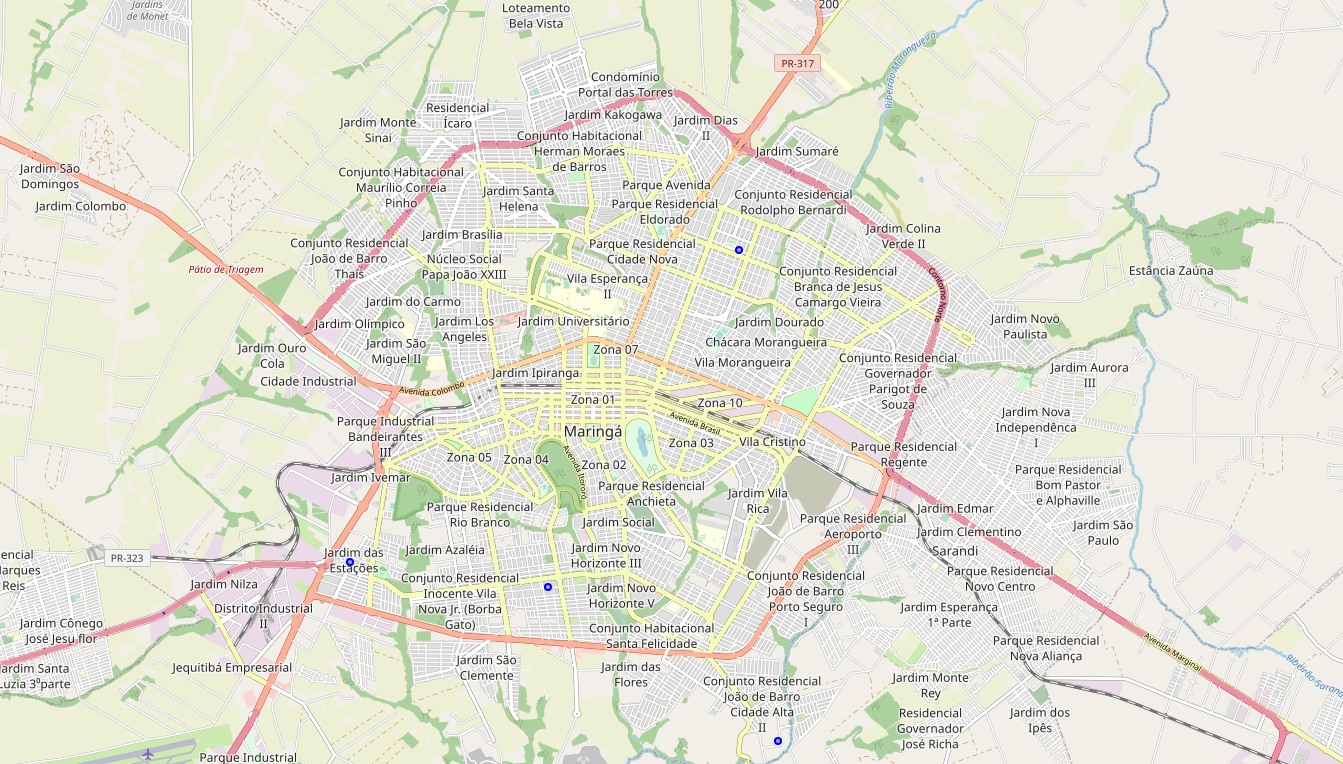 Jardins
de Monet
Loteamento
Bela Vista
200
PR-317
Ribeirão Morangueiro
Condomínio
Portal das Torres
Residencial
Ícaro
Jardim Kakogawa
Jardim Dias
II
Jardim Monte
Sinai
Conjunto Habitacional
Herman Moraes
de Barros
Jardim Sumaré
Jardim São
Domingos
Conjunto Habitacional
Maurílio Correia
Pinho
Jardim Santa
Helena
Parque Avenida
Jardim Colombo
Parque Residencial
Eldorado
Conjunto Residencial
Rodolpho Bernardi
Jardim Brasília
Jardim Colina
Verde II
Conjunto Residencial
João de Barro
Thais
Parque Residencial
Cidade Nova
Núcleo Social
Papa João XXIII
Pátio de Triagem
Estância Zaúna
Vila Esperança
II
Conjunto Residencial
Branca de Jesus
Camargo Vieira
Contorno Norte
Jardim do Carmo
Jardim Olímpico
Jardim Los
Angeles
Jardim Universitário
Jardim Dourado
Jardim Novo
Paulista
Jardim São
Miguel II
Chácara Morangueira
Jardim Ouro
Cola
Zona 07
Vila Morangueira
Conjunto Residencial
Governador
Parigot de
Souza
Jardim Aurora
III
Cidade Industrial
Jardim Ipiranga
Avenida Colombo
Zona 01
Zona 10
Parque Industrial
Bandeirantes
III
Maringá
Avenida Brasil
Jardim Nova
Independência
I
Zona 03
Vila Cristino
Zona 05
Zona 04
Avenida Itororó
Zona 02
Parque Residencial
Regente
Jardim Ivemar
Parque Residencial
Bom Pastor
e Alphaville
Parque Residencial
Anchieta
Jardim Vila
Rica
Parque Residencial
Rio Branco
Jardim Social
Jardim Edmar
Parque Residencial
Aeroporto
III
Jardim Clementino
Jardim São
Paulo
Sarandi
PR-323
Jardim das
Estações
Jardim Azaléia
Jardim Novo
Horizonte III
encial
arques
Reis
Jardim Nilza
Conjunto Residencial
Inocente Vila
Nova Jr. (Borba
Gato)
Jardim Novo
Horizonte V
Conjunto Residencial
João de Barro
Porto Seguro
I
Parque Residencial
Novo Centro
Distrito Industrial
II
Jardim Esperança
1ª Parte
Jardim Cônego
José Jesu flor
Conjunto Habitacional
Santa Felicidade
Parque Residencial
Nova Aliança
Avenida Marginal
Jardim Santa
Luzia 3ºparte
Jequitibá Empresarial
Jardim São
Clemente
Jardim das
Flores
Conjunto Residencial
João de Barro
Cidade Alta
II
Jardim Monte
Rey
Ribeirão Saran
Residencial
Governador
José Richa
Jardim dos
Ipês
Parque Industrial